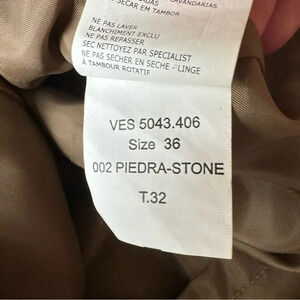 LAVANDARIAS
SECAR EM TAMBOR
NE PAS LAVER
BLANCHIMENT EXCLU
NE PAS REPASSER
SEC NETTOYEZ PAR SPECIALIST
NE PAS SECHER EN SECHE - LINGE
A TAMBOUR ROTATIF
VES 5043.406
Size 36
002 PIEDRA-STONE
T.32